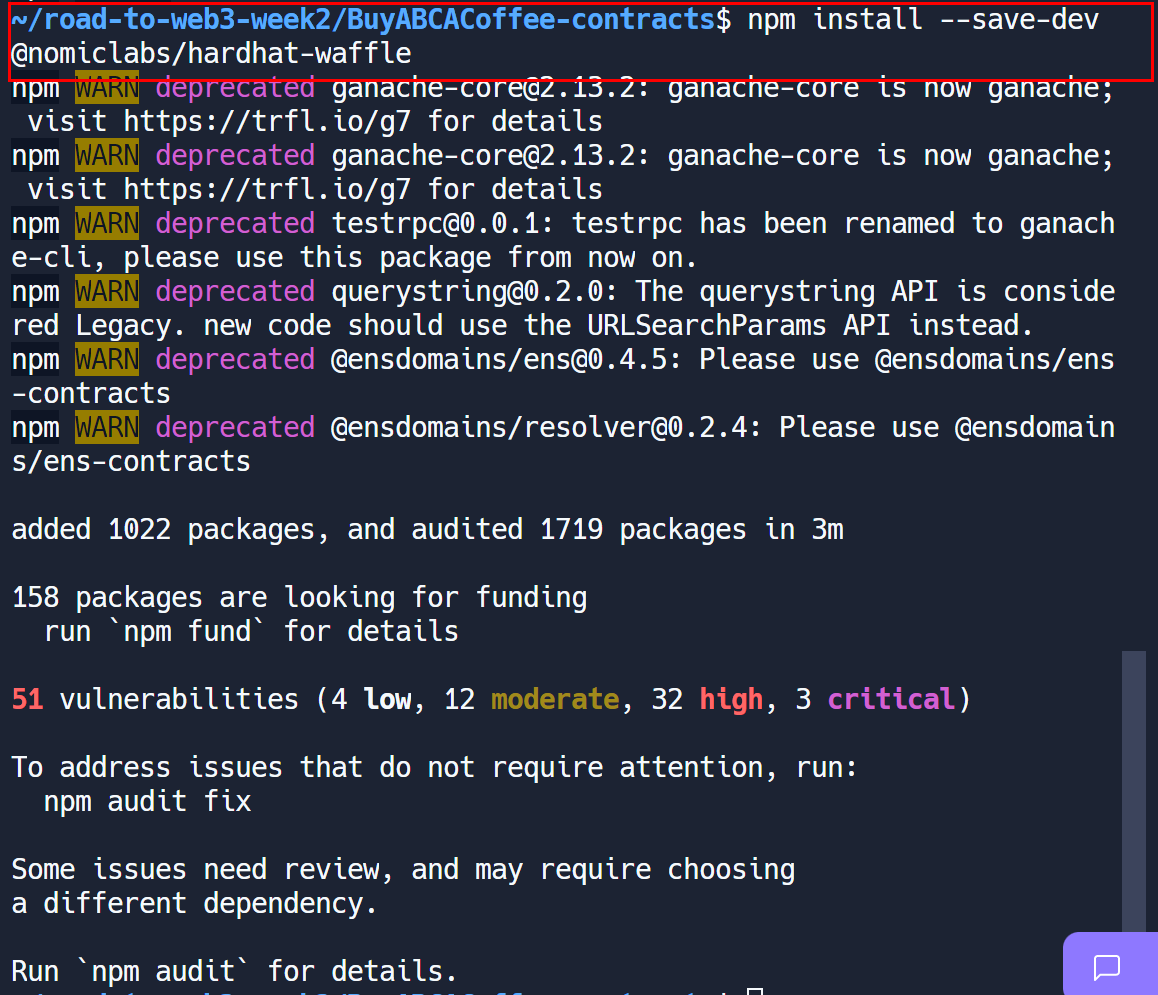 ~/road-to-web3-week2/BuyABCACoffee-contracts$ npm install --save-dev
@nomiclabs/hardhat-waffle
npm WARN deprecated ganache-core@2.13.2: ganache-core is now ganache;
 visit https://trfl.io/g7 for details
npm WARN deprecated ganache-core@2.13.2: ganache-core is now ganache;
 visit https://trfl.io/g7 for details
npm WARN deprecated testrpc@0.0.1: testrpc has been renamed to ganach
e-cli, please use this package from now on.
npm WARN deprecated querystring@0.2.0: The querystring API is conside
red Legacy. new code should use the URLSearchParams API instead.
npm WARN deprecated @ensdomains/ens@0.4.5: Please use @ensdomains/ens
-contracts
npm WARN deprecated @ensdomains/resolver@0.2.4: Please use @ensdomain
s/ens-contracts
added 1022 packages, and audited 1719 packages in 3m
158 packages are looking for funding
  run `npm fund` for details
51 vulnerabilities (4 low, 12 moderate, 32 high, 3 critical)
To address issues that do not require attention, run:
  npm audit fix
Some issues need review, and may require choosing
a different dependency.
Run `npm audit` for details.